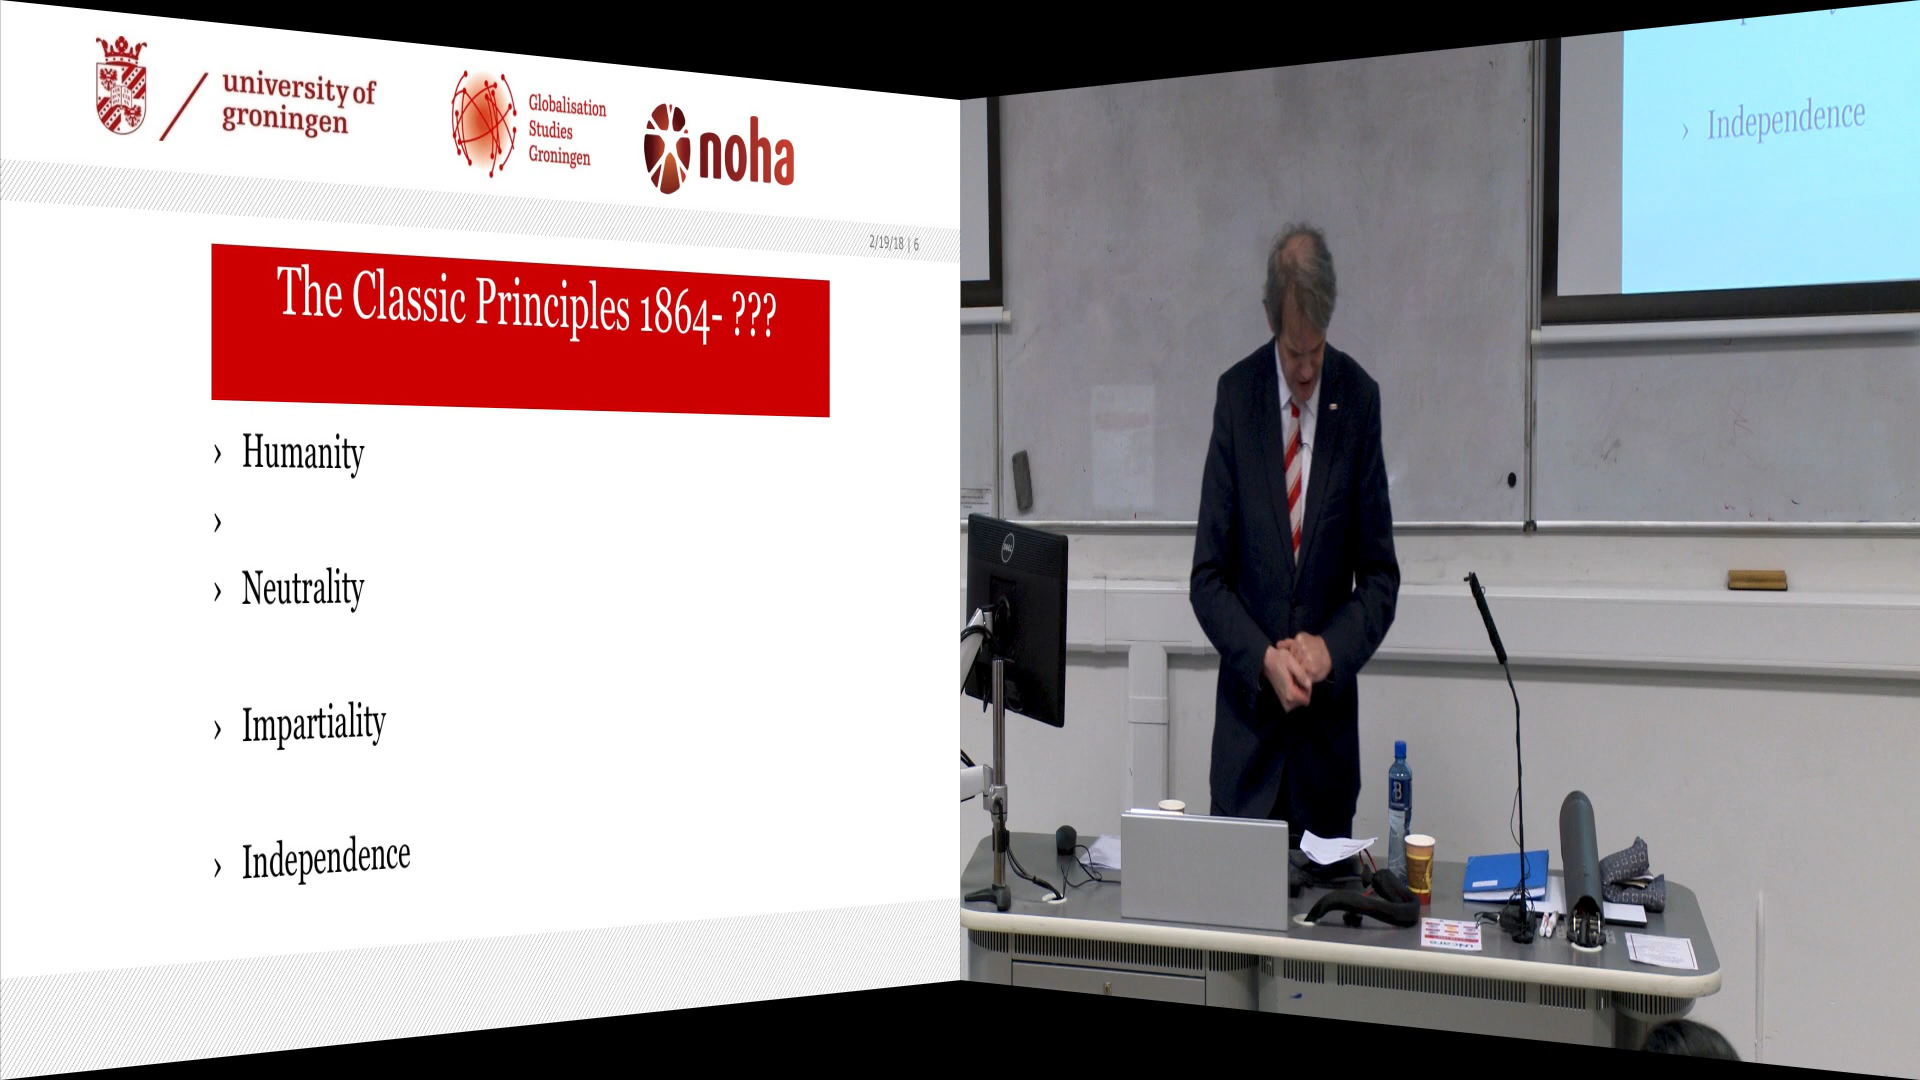 university of
groningen
Globalisation
Studies
Groningen
noha
2/19/18 | 6
The Classic Principles 1864- ???
› Humanity
›
› Neutrality
› Impartiality
› Independence
› Independence
DELL
B